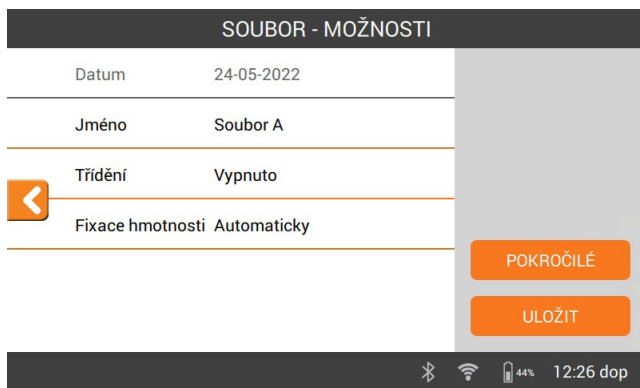 SOUBOR - MOŽNOSTI
Datum 24-05-2022
Jméno Soubor A
Třídění Vypnuto
Fixace hmotnosti Automaticky
POKROČILÉ
ULOŽIT
44% 12:26 dop